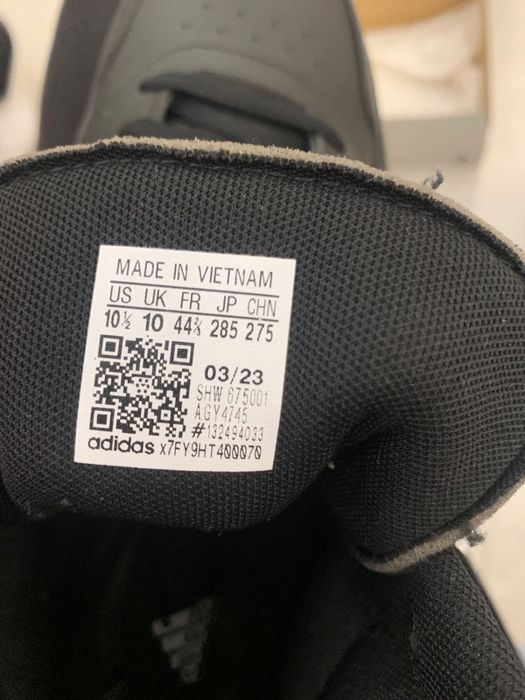 MADE IN VIETNAM
US UK FR JP CHN
10½ 10 44⅔ 285 275
03/23
SHW 675001
AGY4745
#132494033
adidas x7FY9HT400070